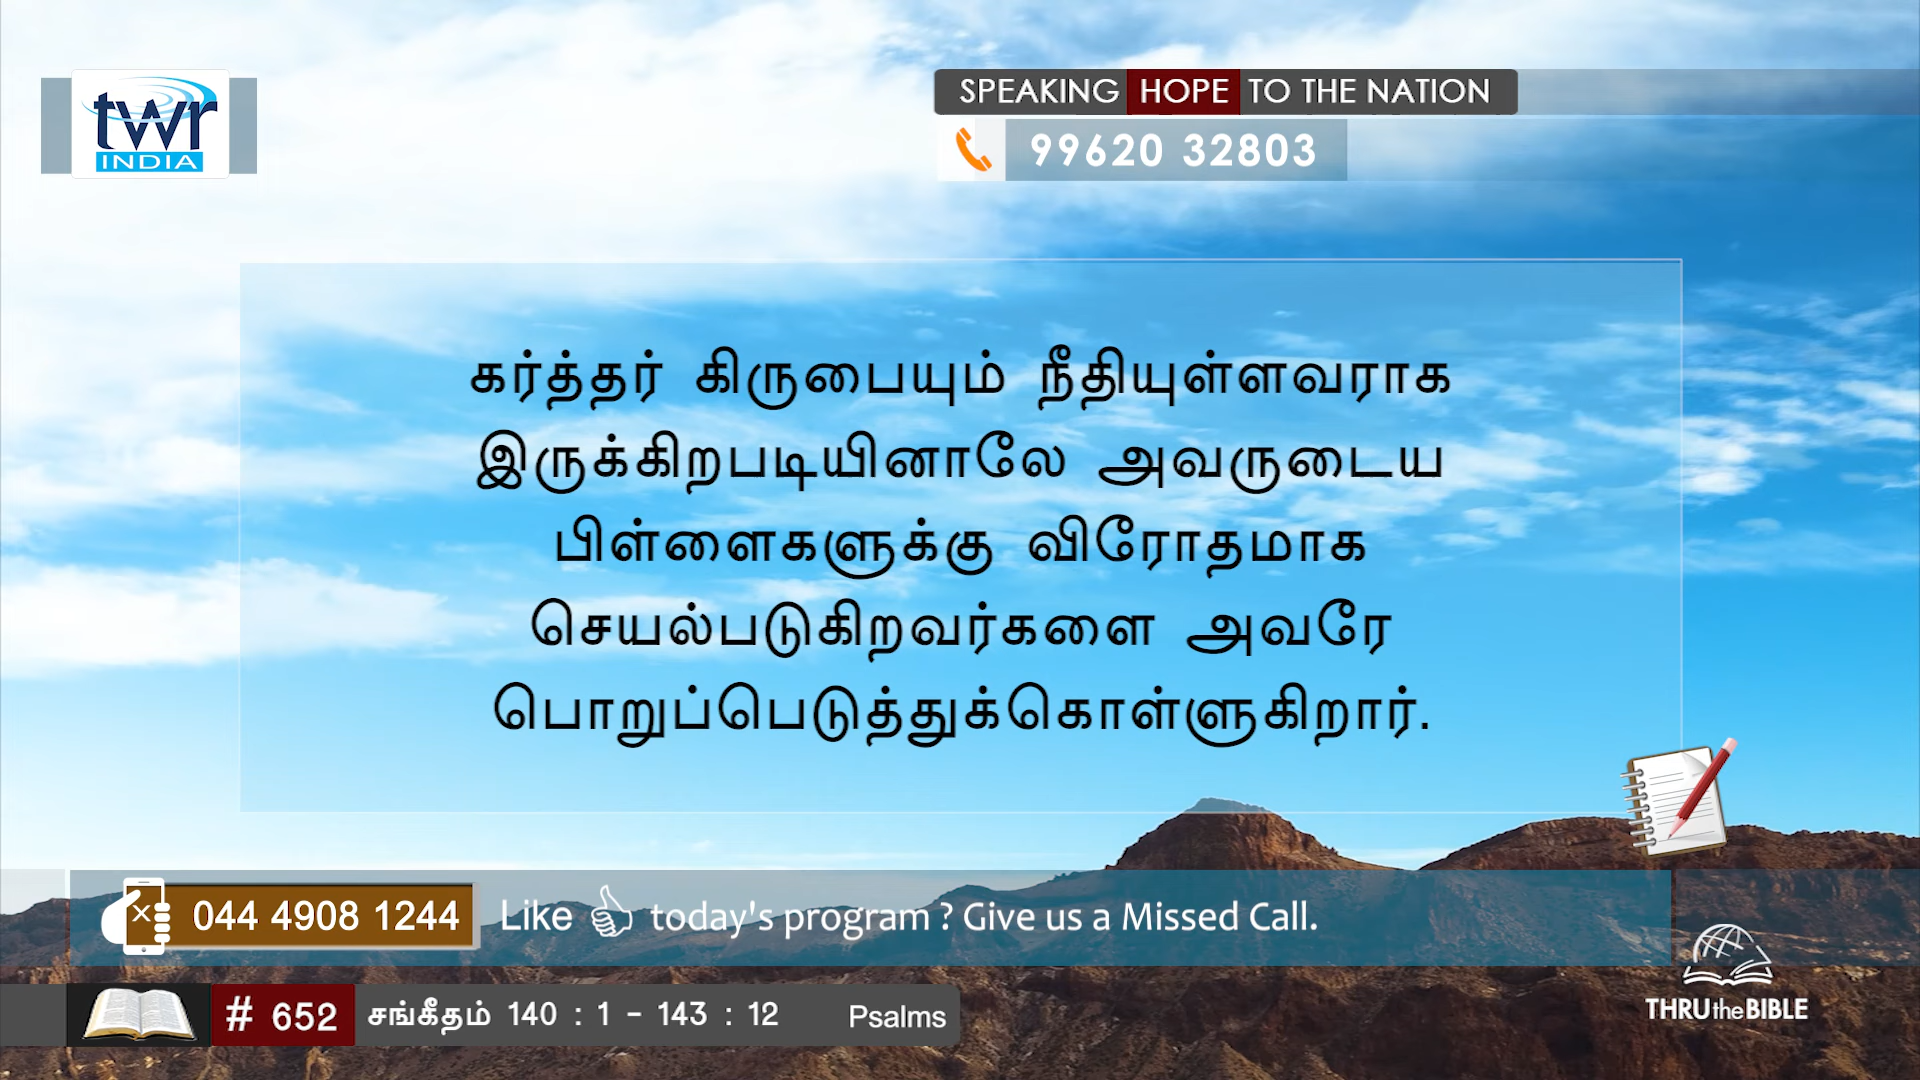 twr
INDIA
SPEAKING HOPE TO THE NATION
99620 32803
கர்த்தர் கிருபையும் நீதியுள்ளவராக
இருக்கிறபடியினாலே அவருடைய
பிள்ளைகளுக்கு விரோதமாக
செயல்படுகிறவர்களை அவரே
பொறுப்பெடுத்துக்கொள்ளுகிறார்.
044 4908 1244 Like today's program ? Give us a Missed Call.
# 652 சங்கீதம் 140 : 1 - 143 : 12 Psalms
THRU the BIBLE